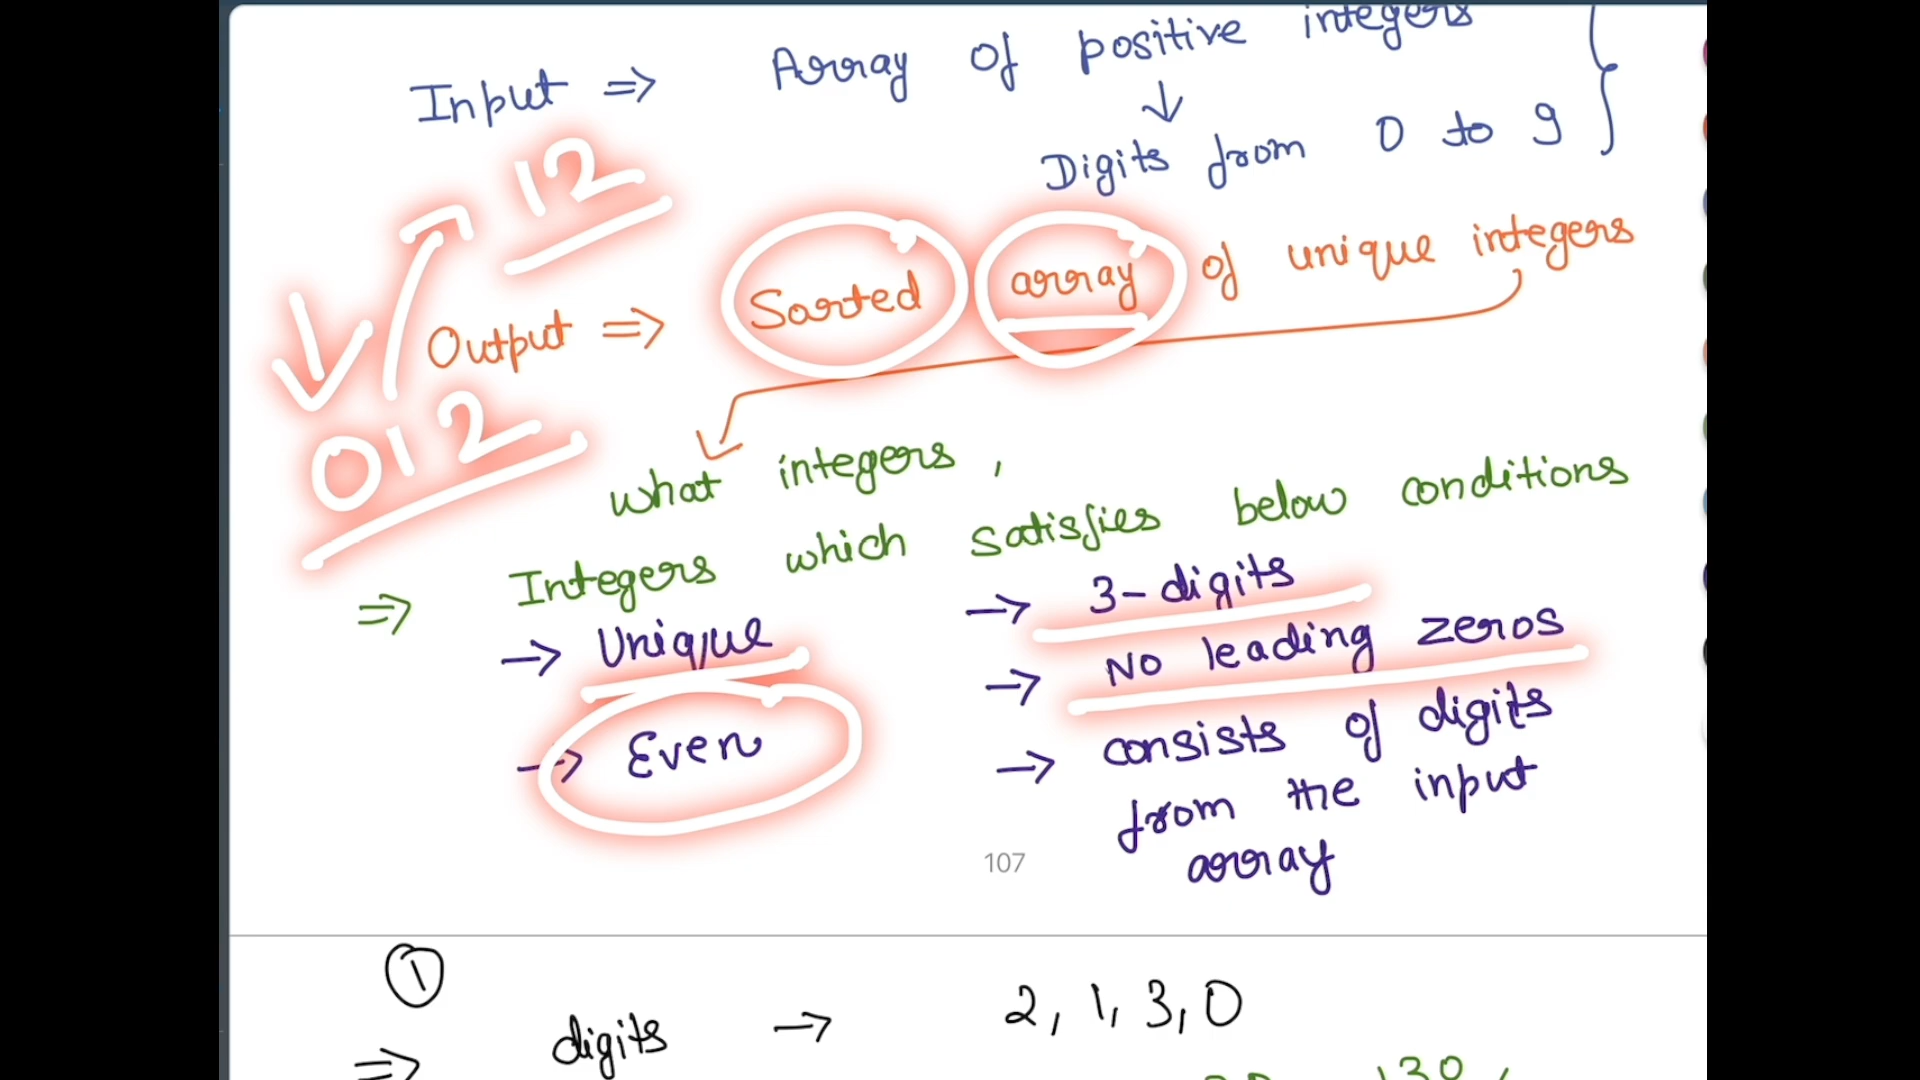 Input => Array of positive integers
↓
Digits from 0 to 9 }
12
Output => Sorted array of unique integers
012
what integers,
=> Integers which satisfies below conditions
→ Unique → 3-digits
→ No leading zeros
→ Even → consists of digits
from the input
array
107
①
=> digits → 2, 1, 3, 0
130,